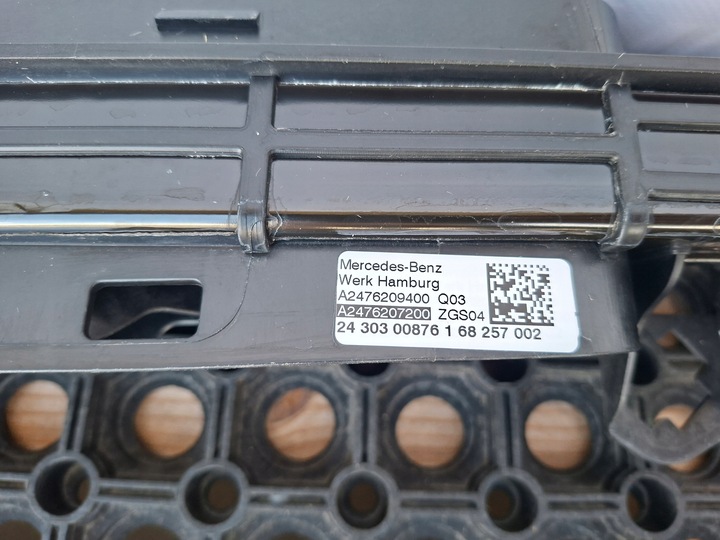 Mercedes-Benz
Werk Hamburg
A2476209400 Q03
A2476207200 ZGS04
24 303 00876 1 68 257 002